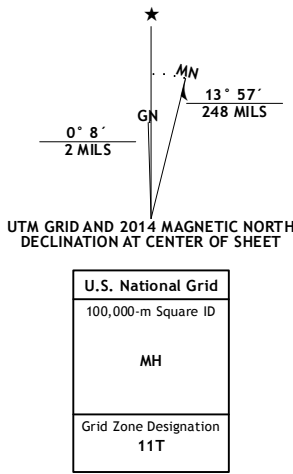 ★
MN
GN
13° 57´
248 MILS
0° 8´
2 MILS
UTM GRID AND 2014 MAGNETIC NORTH
DECLINATION AT CENTER OF SHEET
U.S. National Grid
100,000-m Square ID
MH
Grid Zone Designation
11T